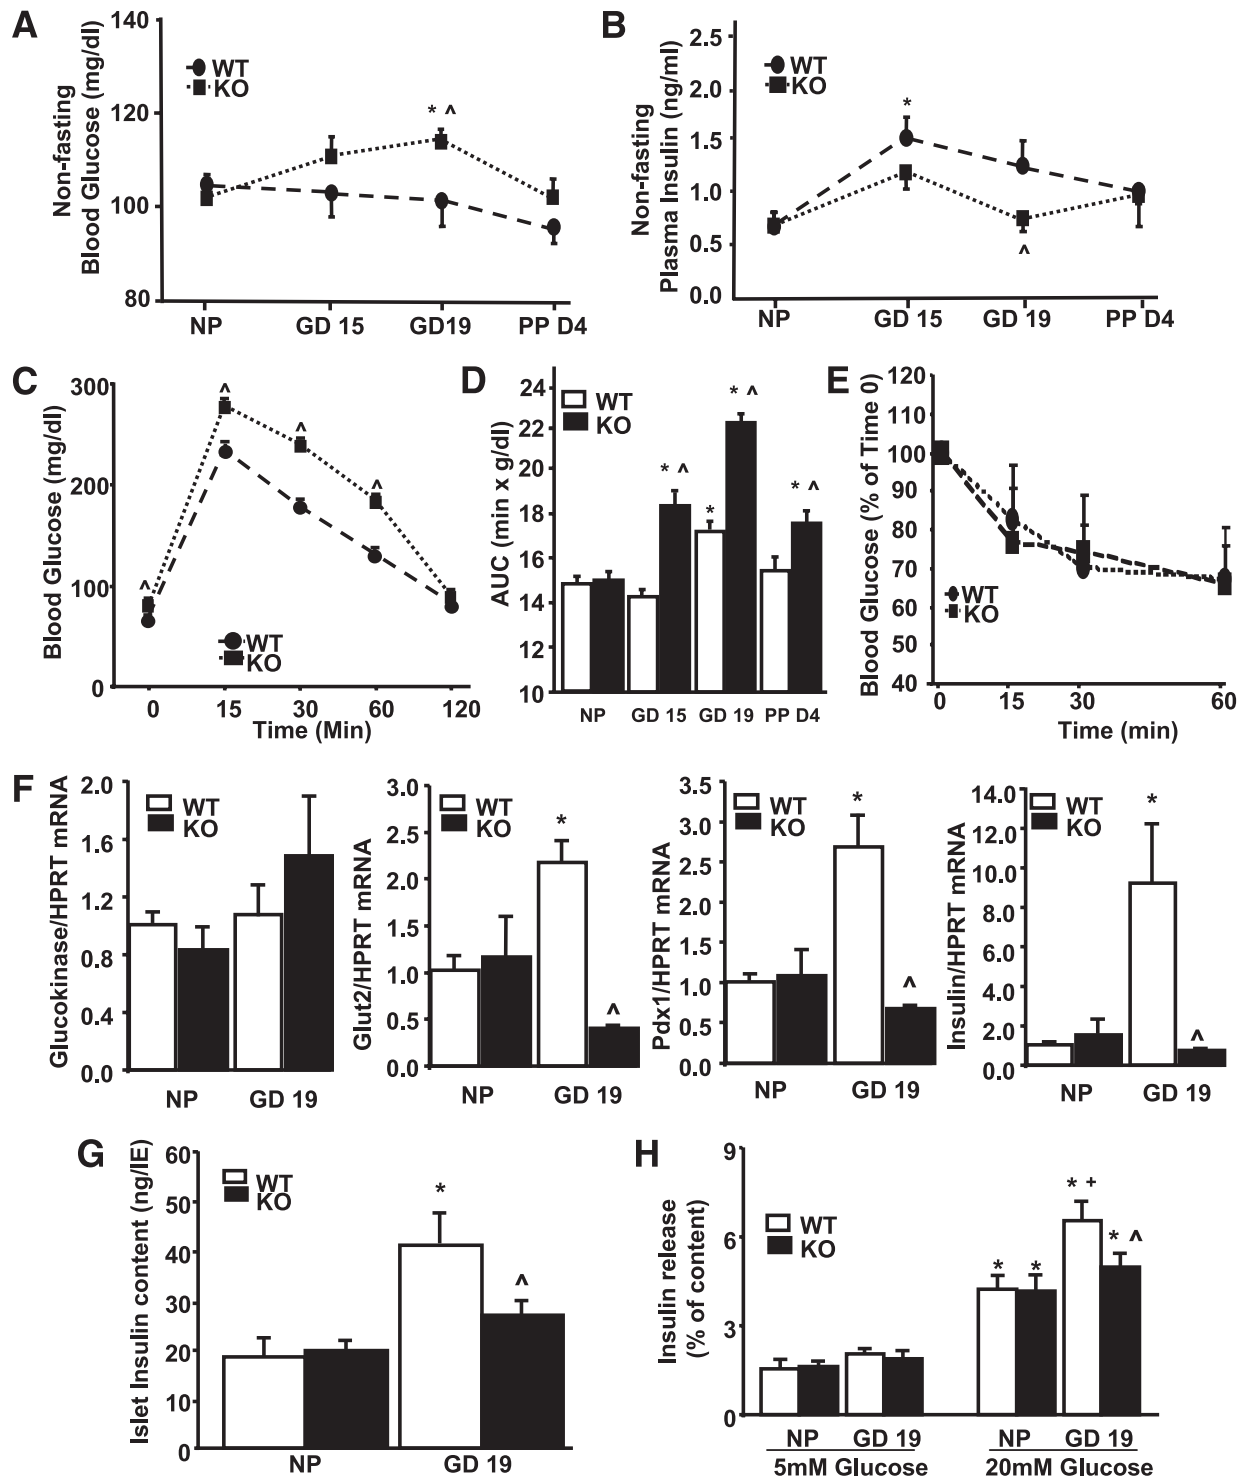 A
Non-fasting
Blood Glucose (mg/dl)
140
120
100
80
WT
KO
* ^
NP GD 15 GD19 PP D4
B
Non-fasting
Plasma Insulin (ng/ml)
2.5
2.0
1.5
1.0
0.5
0.0
WT
KO
*
^
NP GD 15 GD 19 PP D4
C
Blood Glucose (mg/dl)
300
200
100
0
^
^
^
^
WT
KO
0 15 30 60 120
Time (Min)
D
AUC (min x g/dl)
24
22
20
18
16
14
12
10
WT
KO
* ^
*
* ^
* ^
NP GD 15 GD 19 PP D4
E
Blood Glucose (% of Time 0)
120
110
100
90
80
70
60
50
40
WT
KO
0 15 30 60
Time (min)
F
Glucokinase/HPRT mRNA
2.0
1.6
1.2
0.8
0.4
0.0
WT
KO
NP GD 19
Glut2/HPRT mRNA
3.0
2.5
2.0
1.5
1.0
0.5
0.0
WT
KO
*
^
NP GD 19
Pdx1/HPRT mRNA
3.5
3.0
2.5
2.0
1.5
1.0
0.5
0.0
WT
KO
*
^
NP GD 19
Insulin/HPRT mRNA
14.0
12.0
10.0
8.0
6.0
4.0
2.0
0.0
WT
KO
*
^
NP GD 19
G
Islet Insulin content (ng/IE)
60
50
40
30
20
10
0
WT
KO
*
^
NP GD 19
H
Insulin release
(% of content)
9
6
3
0
WT
KO
* *
* +
* ^
NP GD 19 NP GD 19
5mM Glucose 20mM Glucose